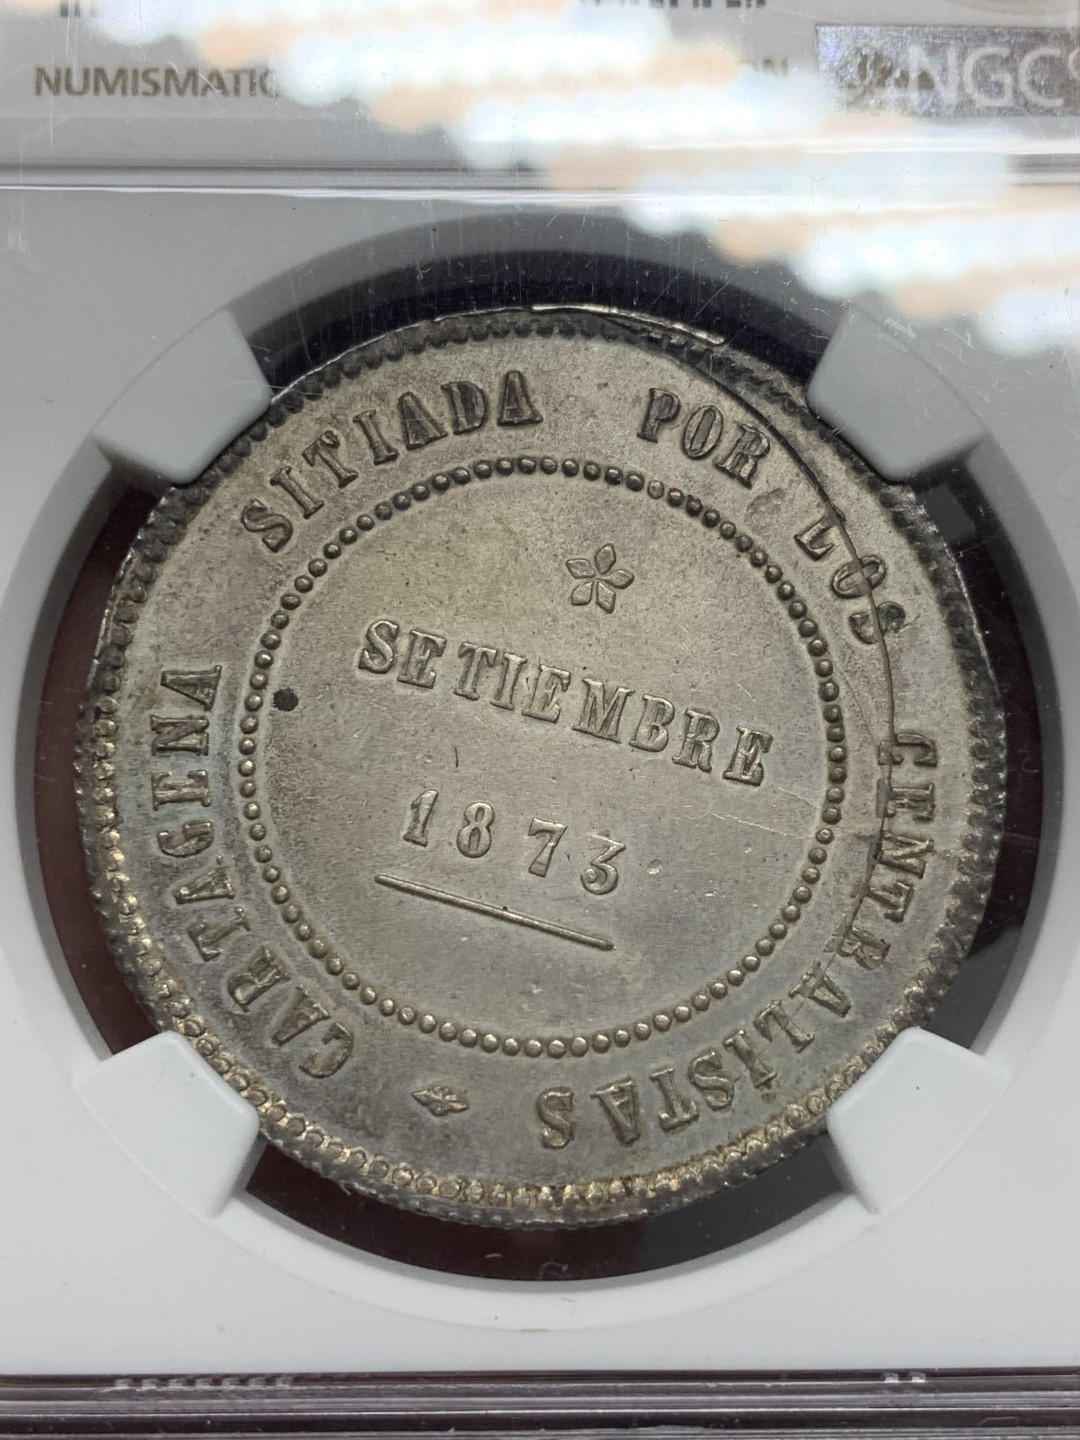 NUMISMATIC
NGC
CARTAGENA SITIADA POR LOS CENTRALISTAS
SETIEMBRE
1873